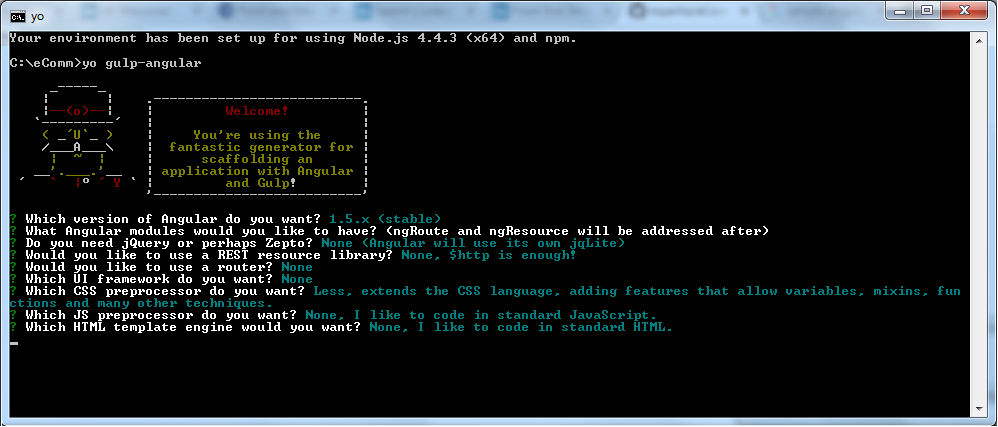 yo
Your environment has been set up for using Node.js 4.4.3 (x64) and npm.
C:\eComm>yo gulp-angular
Welcome!
You're using the
fantastic generator for
scaffolding an
application with Angular
and Gulp!
? Which version of Angular do you want? 1.5.x (stable)
? What Angular modules would you like to have? (ngRoute and ngResource will be addressed after)
? Do you need jQuery or perhaps Zepto? None (Angular will use its own jqLite)
? Would you like to use a REST resource library? None, $http is enough!
? Would you like to use a router? None
? Which UI framework do you want? None
? Which CSS preprocessor do you want? Less, extends the CSS language, adding features that allow variables, mixins, fun
ctions and many other techniques.
? Which JS preprocessor do you want? None, I like to code in standard JavaScript.
? Which HTML template engine would you want? None, I like to code in standard HTML.